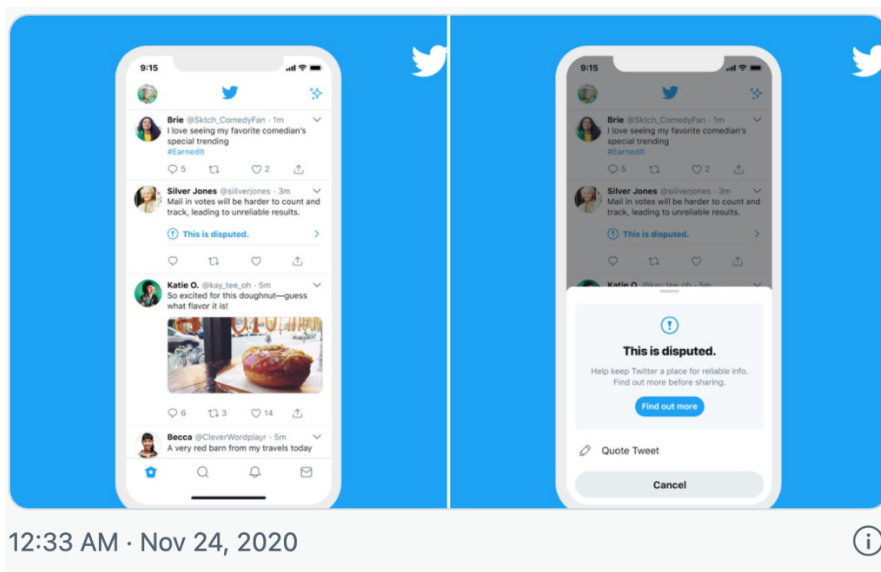 9:15
Brie @Sktch_ComedyFan · 1m
I love seeing my favorite comedian's
special trending
#EarnedIt
5
2
Silver Jones @siilverjones · 3m
Mail in votes will be harder to count and
track, leading to unreliable results.
This is disputed.
Katie O. @kay_tee_oh · 5m
So excited for this doughnut—guess
what flavor it is!
6
3
14
Becca @CleverWordplayr · 5m
A very red barn from my travels today
9:15
Brie @Sktch_ComedyFan · 1m
I love seeing my favorite comedian's
special trending
#EarnedIt
5
2
Silver Jones @siilverjones · 3m
Mail in votes will be harder to count and
track, leading to unreliable results.
This is disputed.
Katie O. @kay_tee_oh · 5m
This is disputed.
Help keep Twitter a place for reliable info.
Find out more before sharing.
Find out more
Quote Tweet
Cancel
12:33 AM · Nov 24, 2020